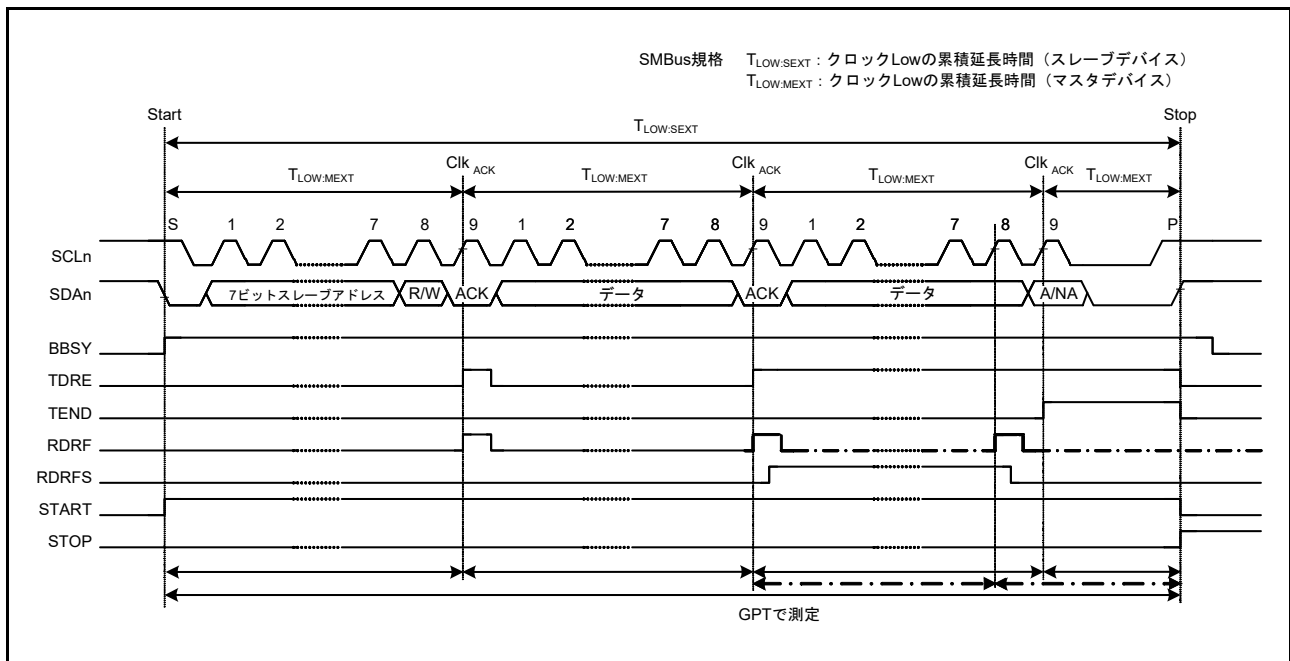 SMBus規格 TLOW:SEXT : クロックLowの累積延長時間（スレーブデバイス）
TLOW:MEXT : クロックLowの累積延長時間（マスタデバイス）
Start Stop
TLOW:SEXT
Clk ACK Clk ACK Clk ACK
TLOW:MEXT TLOW:MEXT TLOW:MEXT TLOW:MEXT
S 1 2 7 8 9 1 2 7 8 9 1 2 7 8 9 P
SCLn
SDAn 7ビットスレーブアドレス R/W ACK データ ACK データ A/NA
BBSY
TDRE
TEND
RDRF
RDRFS
START
STOP
GPTで測定